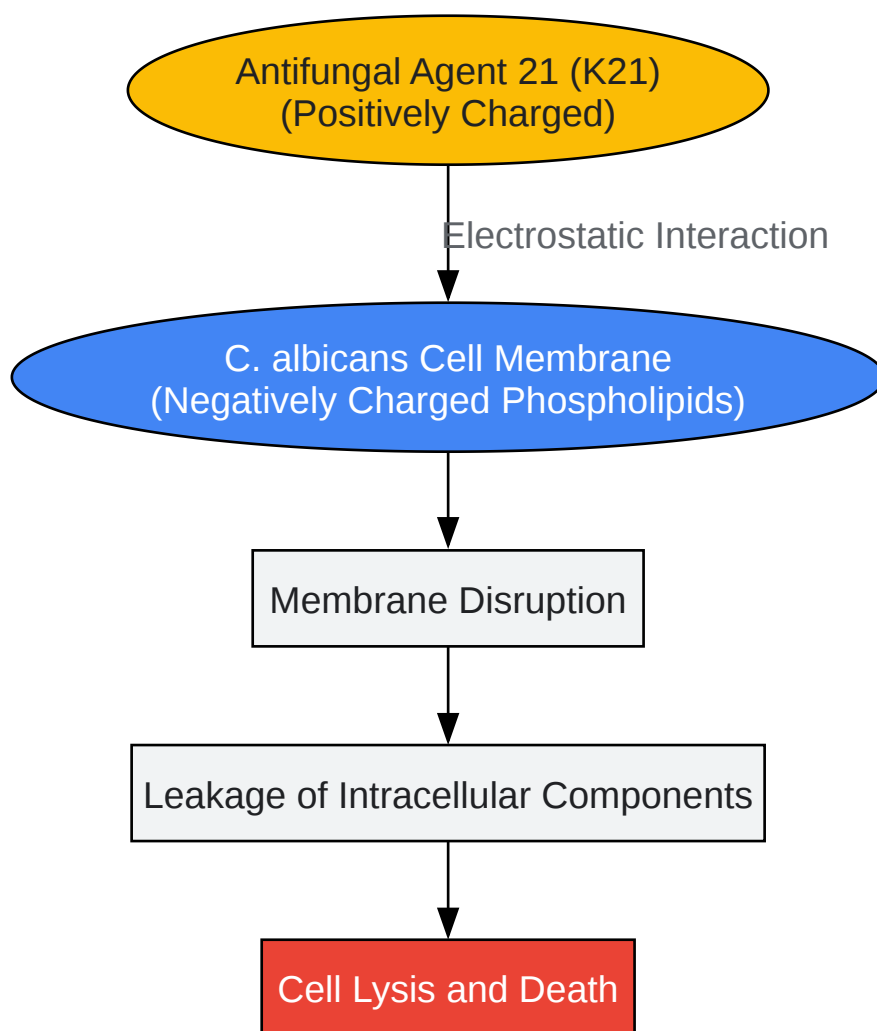 Antifungal Agent 21 (K21)
(Positively Charged)
Electrostatic Interaction
C. albicans Cell Membrane
(Negatively Charged Phospholipids)
Membrane Disruption
Leakage of Intracellular Components
Cell Lysis and Death